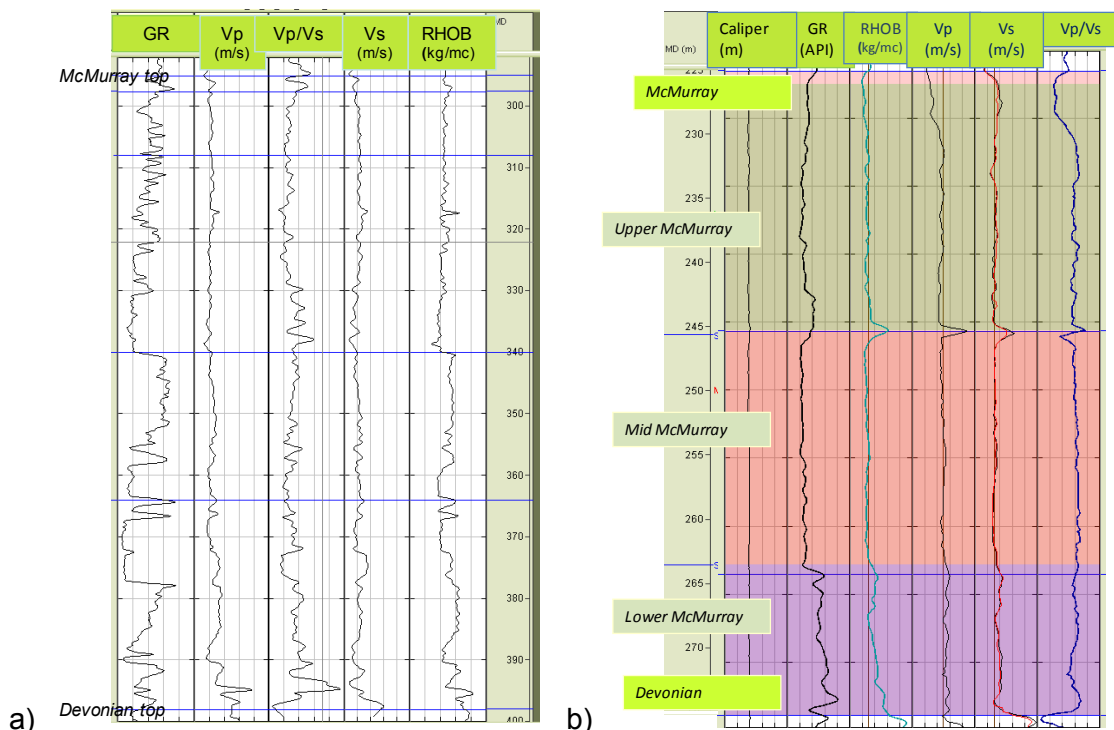 GR
Vp
(m/s)
Vp/Vs
Vs
(m/s)
RHOB
(kg/mc)
MD
McMurray top
300
310
320
330
340
350
360
370
380
390
400
Devonian top
a)
Caliper
(m)
GR
(API)
RHOB
(kg/mc)
Vp
(m/s)
Vs
(m/s)
Vp/Vs
MD (m)
225
McMurray
230
235
Upper McMurray
240
245
250
Mid McMurray
255
260
265
Lower McMurray
270
Devonian
b)